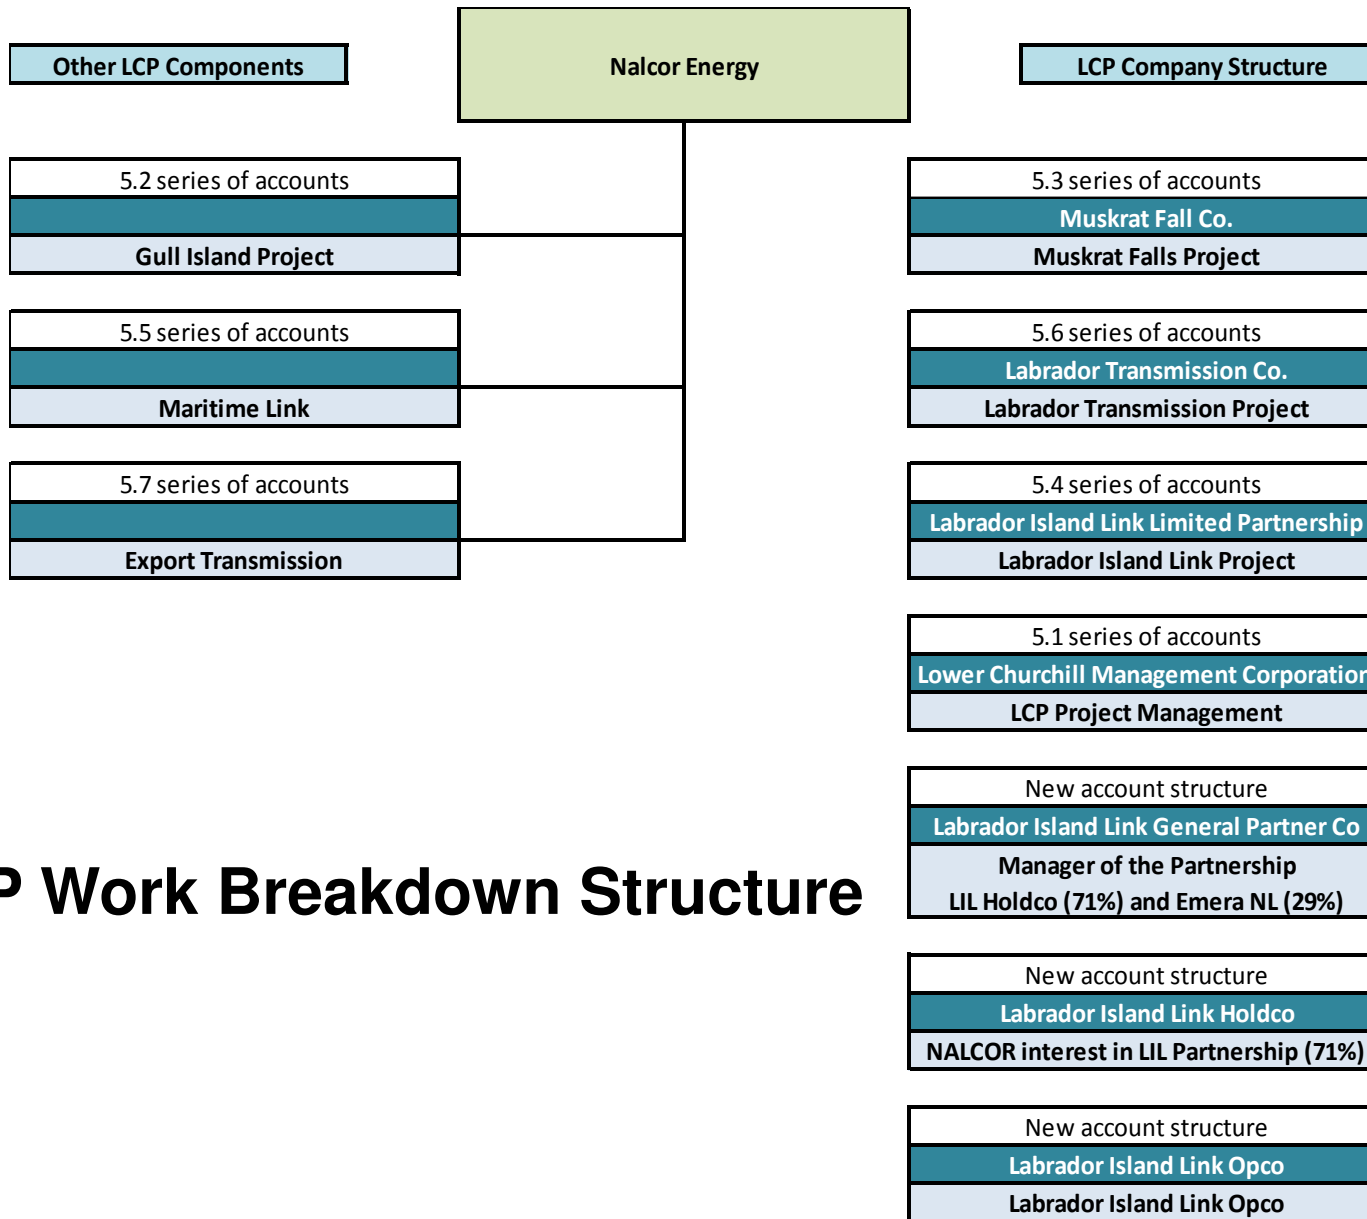 Other LCP Components
Nalcor Energy
LCP Company Structure
5.2 series of accounts
Gull Island Project
5.5 series of accounts
Maritime Link
5.7 series of accounts
Export Transmission
5.3 series of accounts
Muskrat Fall Co.
Muskrat Falls Project
5.6 series of accounts
Labrador Transmission Co.
Labrador Transmission Project
5.4 series of accounts
Labrador Island Link Limited Partnership
Labrador Island Link Project
5.1 series of accounts
Lower Churchill Management Corporation
LCP Project Management
New account structure
Labrador Island Link General Partner Co
Manager of the Partnership
LIL Holdco (71%) and Emera NL (29%)
New account structure
Labrador Island Link Holdco
NALCOR interest in LIL Partnership (71%)
New account structure
Labrador Island Link Opco
Labrador Island Link Opco
P Work Breakdown Structure